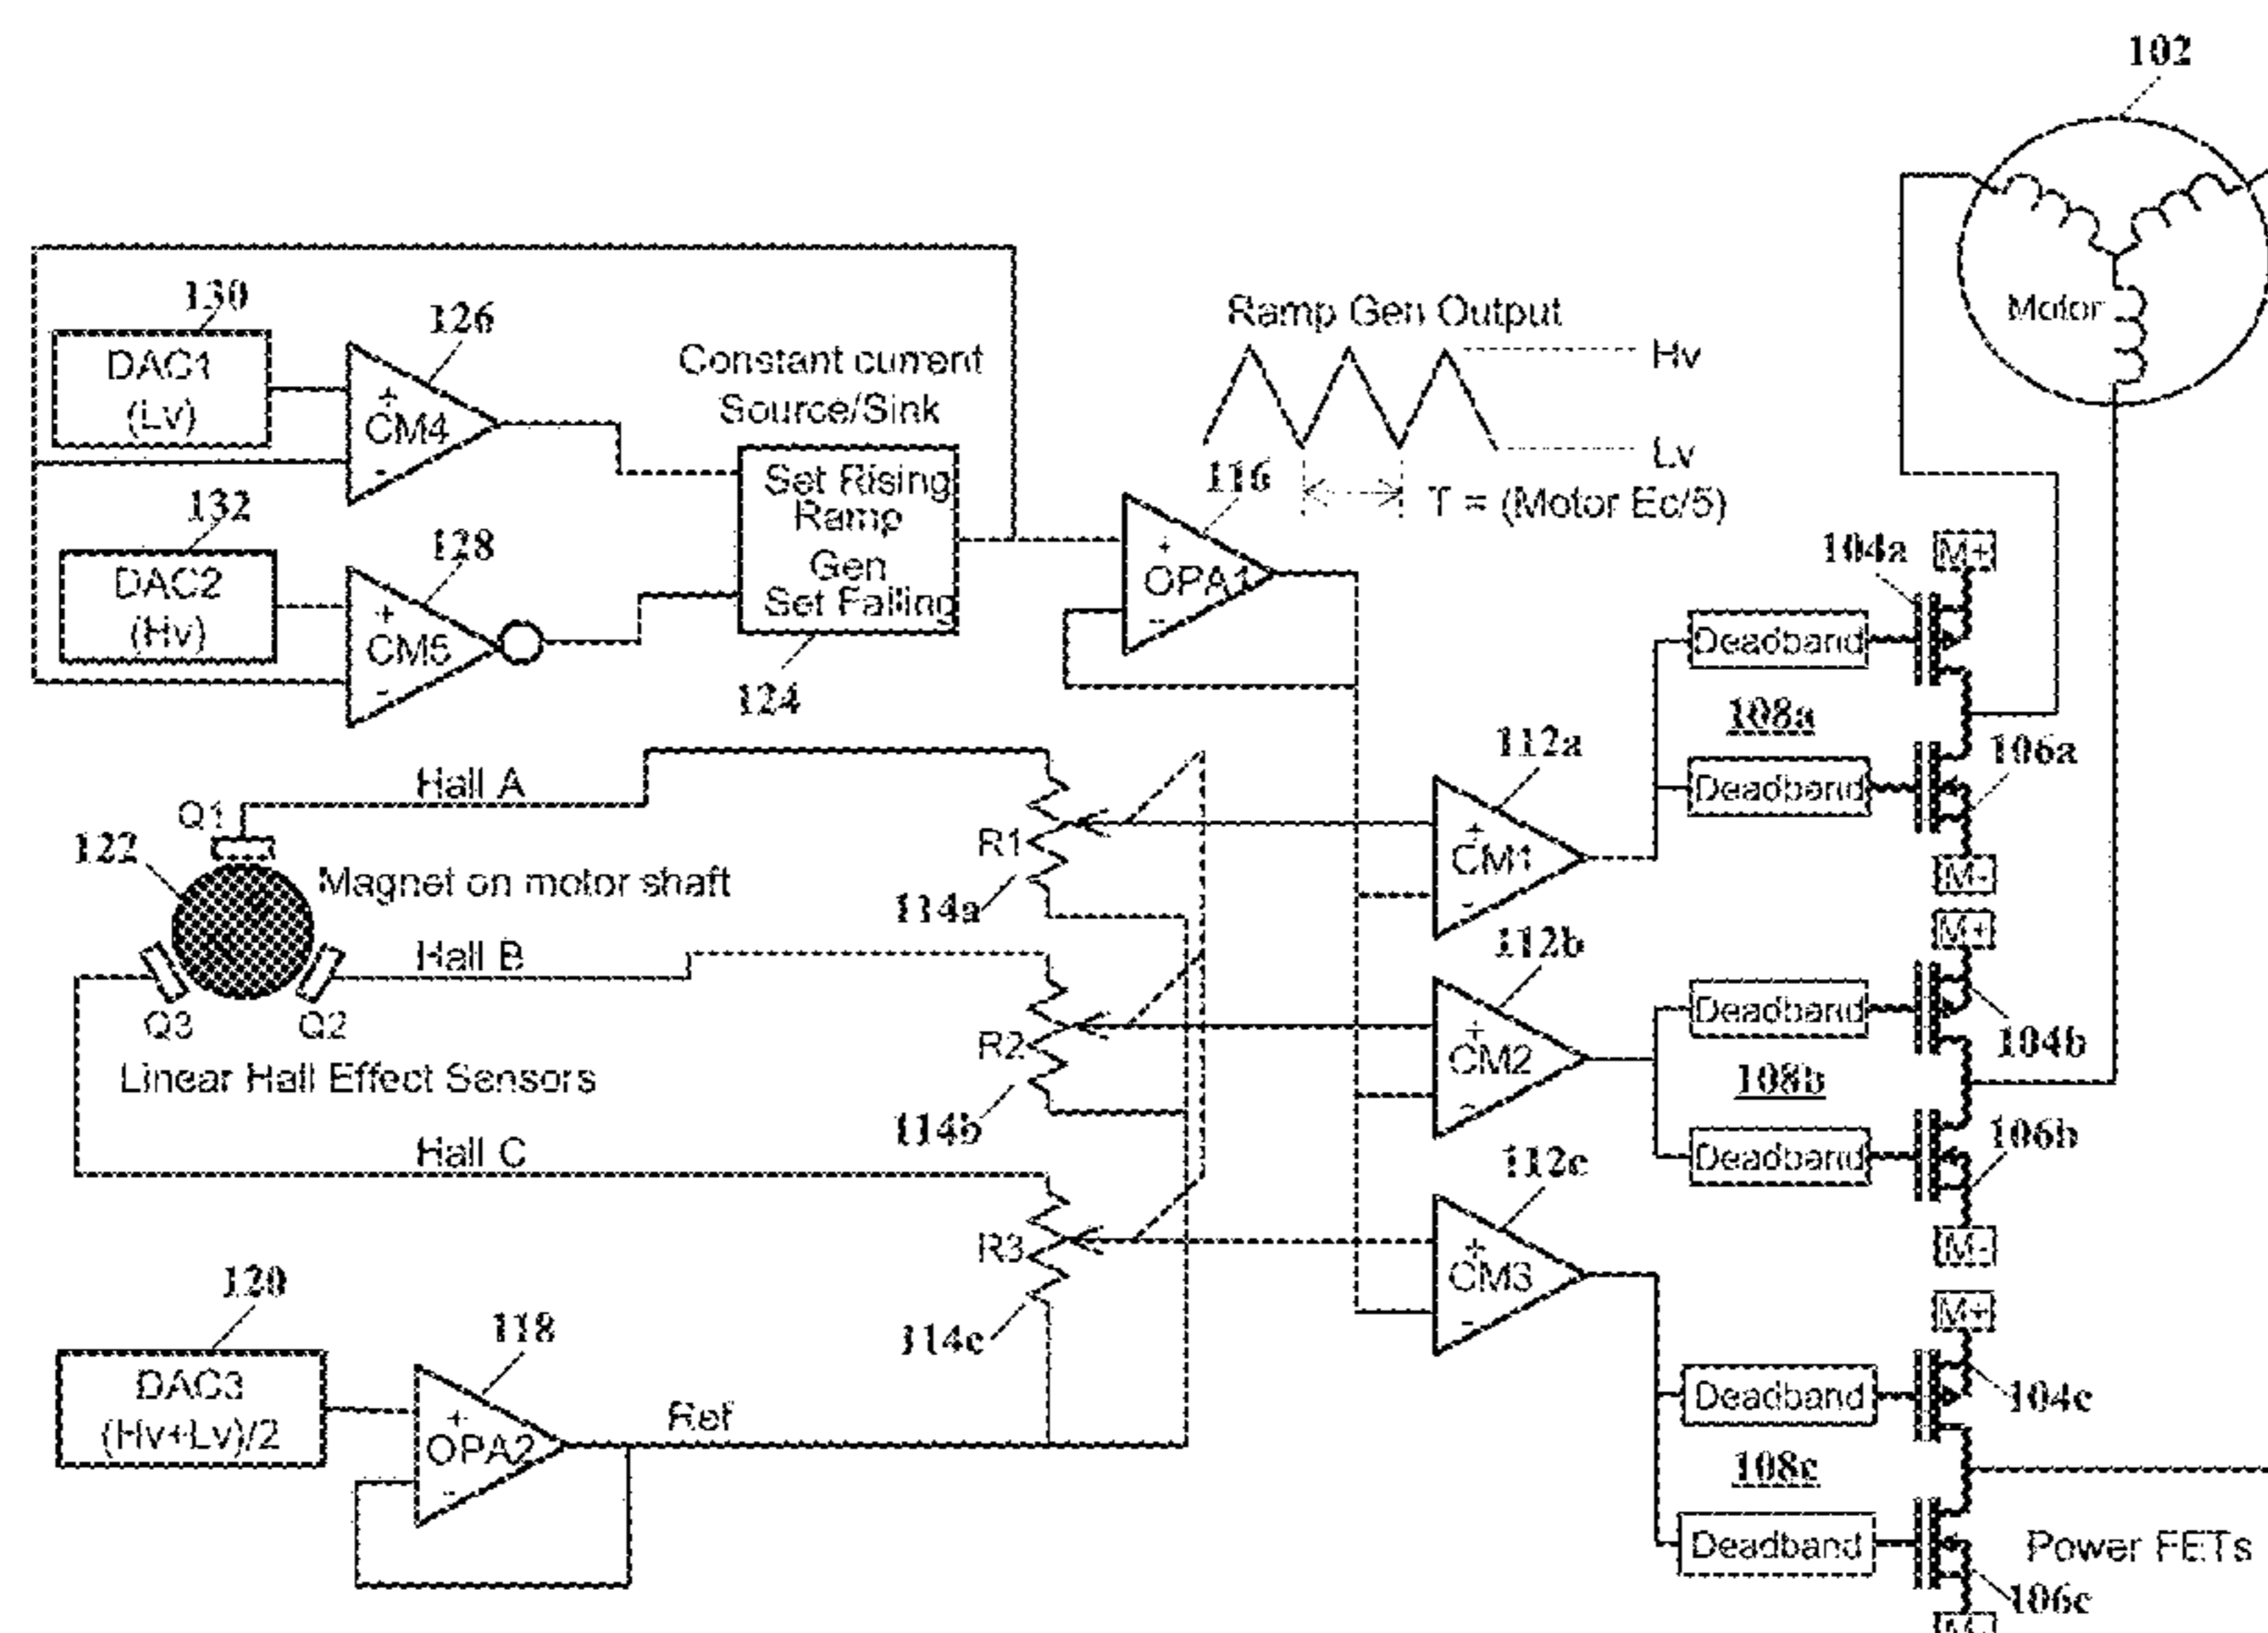 102
130
DAC1
(Lv)
126
+
CM4
-
Constant current
Source/Sink
Set Rising
Ramp
Gen
Set Falling
124
132
DAC2
(Hv)
128
+
CM5
-
Ramp Gen Output
Hv
Lv
T = (Motor Ec/5)
116
+
OPA1
-
Motor
104a
M+
Deadband
108a
Deadband
106a
M-
Hall A
Q1
122
Magnet on motor shaft
Hall B
Q3
Q2
Linear Hall Effect Sensors
Hall C
R1
114a
R2
114b
R3
114c
112a
+
CM1
-
112b
+
CM2
-
112c
+
CM3
-
M+
Deadband
104b
108b
Deadband
106b
M-
120
DAC3
(Hv+Lv)/2
118
+
OPA2
-
Ref
M+
Deadband
104c
108c
Deadband
Power FETs
106c
M-